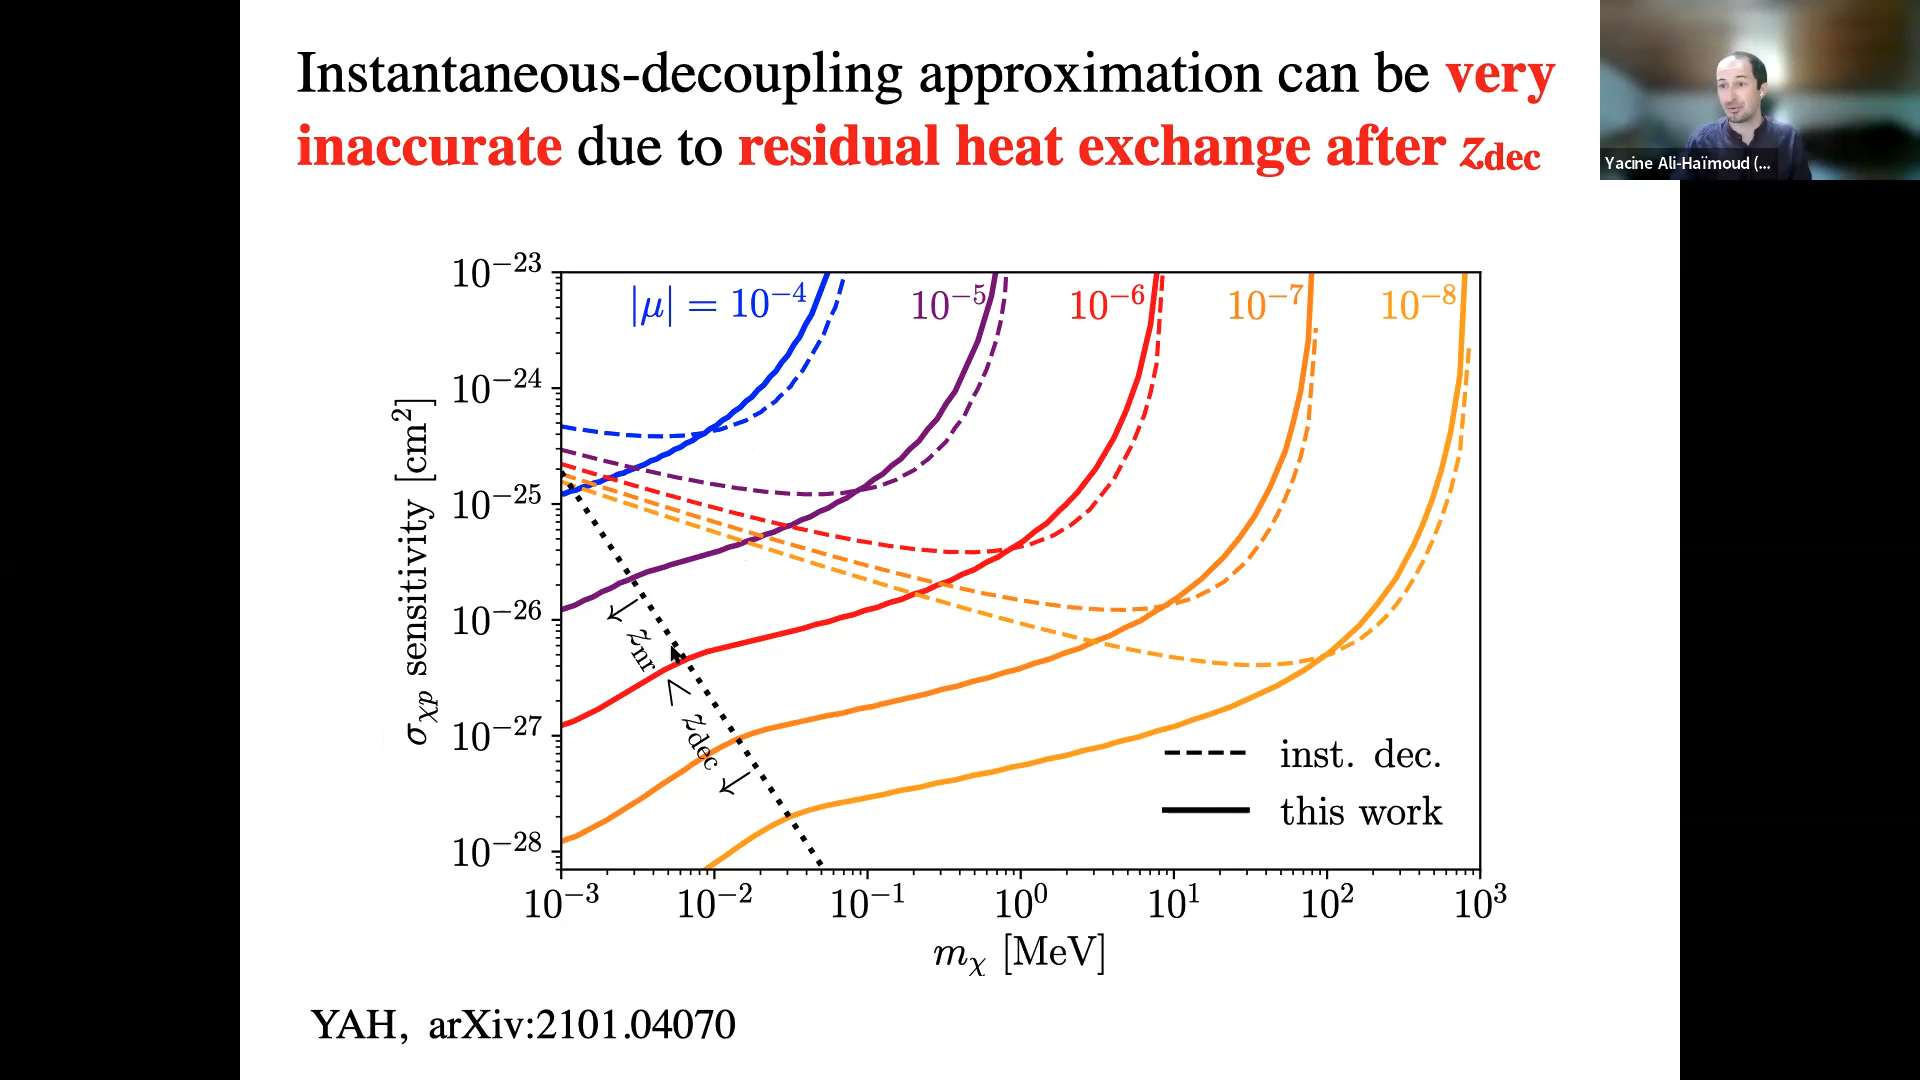 Instantaneous-decoupling approximation can be very
inaccurate due to residual heat exchange after z_dec
Yacine Ali-Haïmoud (...
10^−23
10^−24
10^−25
10^−26
10^−27
10^−28
σ_χp sensitivity [cm^2]
|μ| = 10^−4
10^−5
10^−6
10^−7
10^−8
← z_nr
< z_dec ←
inst. dec.
this work
10^−3
10^−2
10^−1
10^0
10^1
10^2
10^3
m_χ [MeV]
YAH, arXiv:2101.04070